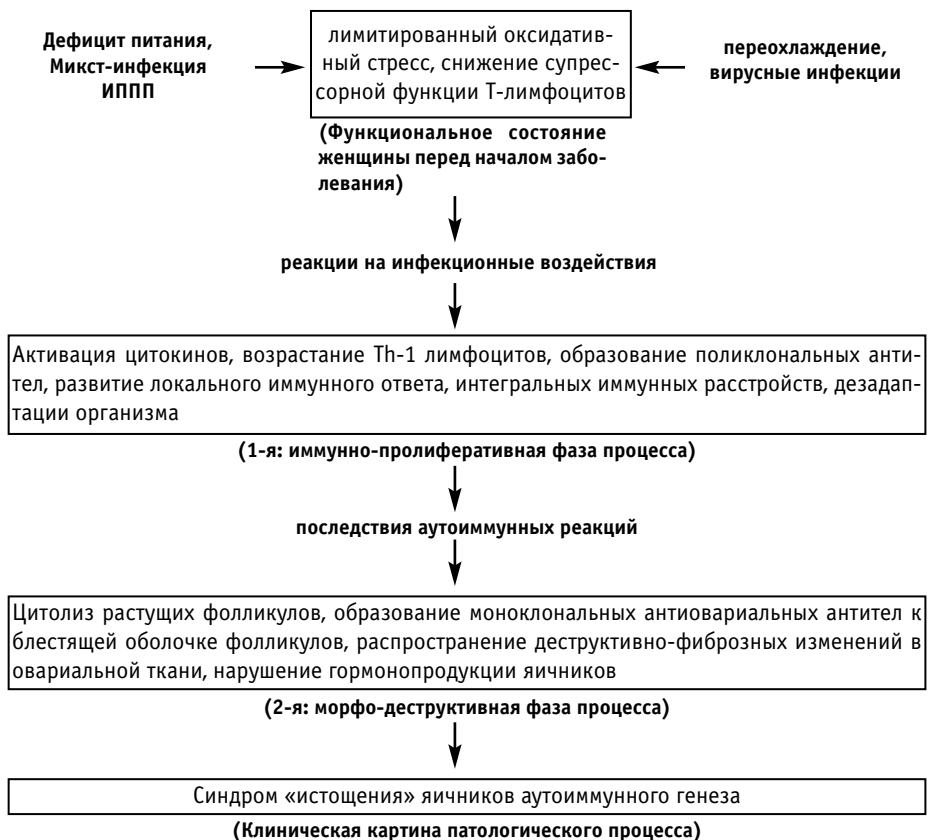 Дефицит питания,
Микст-инфекция
ИППП
лимитированный оксидатив-
ный стресс, снижение супрес-
сорной функции Т-лимфоцитов
переохлаждение,
вирусные инфекции
(Функциональное состояние
женщины перед началом забо-
левания)
реакции на инфекционные воздействия
Активация цитокинов, возрастание Th-1 лимфоцитов, образование поликлональных анти-
тел, развитие локального иммунного ответа, интегральных иммунных расстройств, дезадап-
тации организма
(1-я: иммунно-пролиферативная фаза процесса)
последствия аутоиммунных реакций
Цитолиз растущих фолликулов, образование моноклональных антиовариальных антител к
блестящей оболочке фолликулов, распространение деструктивно-фиброзных изменений в
овариальной ткани, нарушение гормонопродукции яичников
(2-я: морфо-деструктивная фаза процесса)
Синдром «истощения» яичников аутоиммунного генеза
(Клиническая картина патологического процесса)